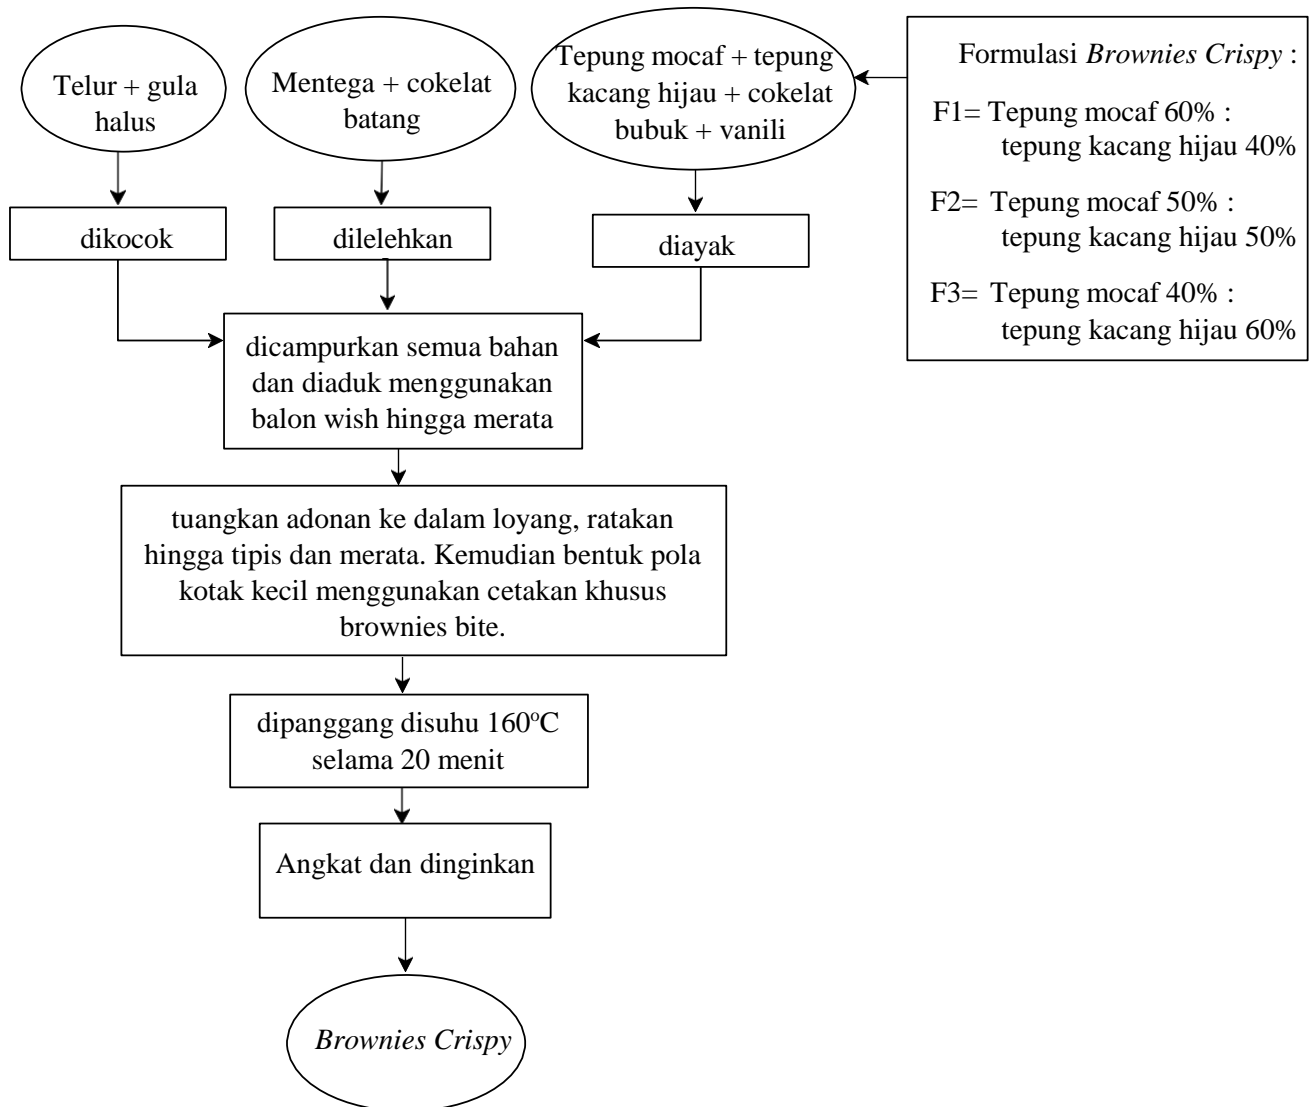 Telur + gula
halus
Mentega + cokelat
batang
Tepung mocaf + tepung
kacang hijau + cokelat
bubuk + vanili
Formulasi Brownies Crispy :
F1= Tepung mocaf 60% :
tepung kacang hijau 40%
F2= Tepung mocaf 50% :
tepung kacang hijau 50%
F3= Tepung mocaf 40% :
tepung kacang hijau 60%
dikocok
dilelehkan
diayak
dicampurkan semua bahan
dan diaduk menggunakan
balon wish hingga merata
tuangkan adonan ke dalam loyang, ratakan
hingga tipis dan merata. Kemudian bentuk pola
kotak kecil menggunakan cetakan khusus
brownies bite.
dipanggang disuhu 160ºC
selama 20 menit
Angkat dan dinginkan
Brownies Crispy